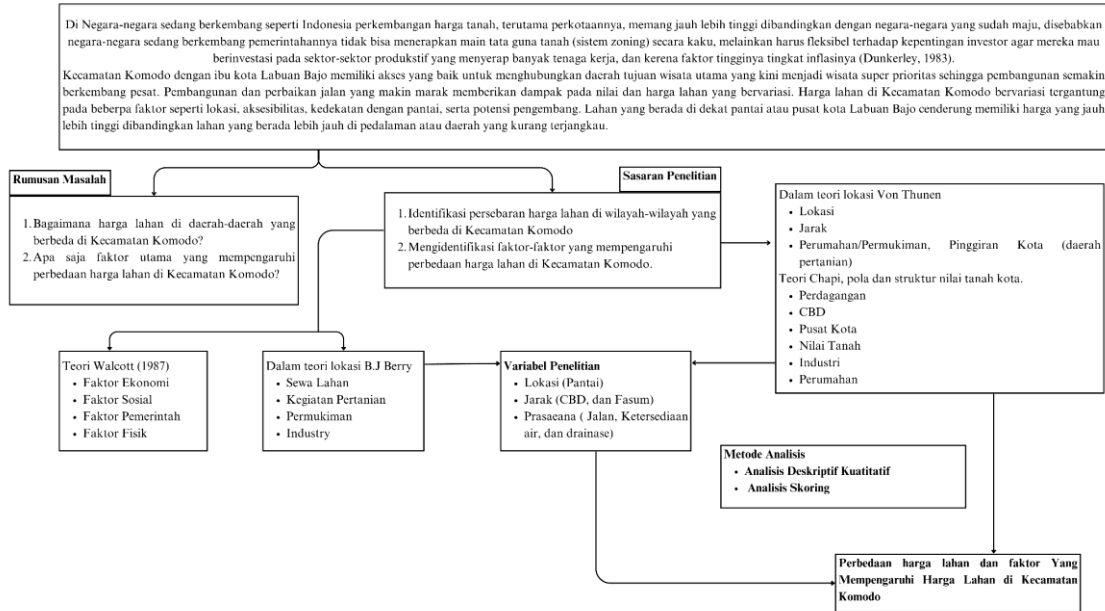 Di Negara-negara sedang berkembang seperti Indonesia perkembangan harga tanah, terutama perkotaannya, memang jauh lebih tinggi dibandingkan dengan negara-negara yang sudah maju, disebabkan
negara-negara sedang berkembang pemerintahannya tidak bisa menerapkan main tata guna tanah (sistem zoning) secara kaku, melainkan harus fleksibel terhadap kepentingan investor agar mereka mau
berinvestasi pada sektor-sektor produkstif yang menyerap banyak tenaga kerja, dan kerena faktor tingginya tingkat inflasinya (Dunkerley, 1983).
Kecamatan Komodo dengan ibu kota Labuan Bajo memiliki akses yang baik untuk menghubungkan daerah tujuan wisata utama yang kini menjadi wisata super prioritas sehingga pembangunan semakin
berkembang pesat. Pembangunan dan perbaikan jalan yang makin marak memberikan dampak pada nilai dan harga lahan yang bervariasi. Harga lahan di Kecamatan Komodo bervariasi tergantung
pada beberpa faktor seperti lokasi, aksesibilitas, kedekatan dengan pantai, serta potensi pengembang. Lahan yang berada di dekat pantai atau pusat kota Labuan Bajo cenderung memiliki harga yang jauh
lebih tinggi dibandingkan lahan yang berada lebih jauh di pedalaman atau daerah yang kurang terjangkau.
Rumusan Masalah
1. Bagaimana harga lahan di daerah-daerah yang
berbeda di Kecamatan Komodo?
2. Apa saja faktor utama yang mempengaruhi
perbedaan harga lahan di Kecamatan Komodo?
Sasaran Penelitian
1. Identifikasi persebaran harga lahan di wilayah-wilayah yang
berbeda di Kecamatan Komodo
2. Mengidentifikasi faktor-faktor yang mempengaruhi
perbedaan harga lahan di Kecamatan Komodo.
Dalam teori lokasi Von Thunen
• Lokasi
• Jarak
• Perumahan/Permukiman, Pinggiran Kota (daerah
pertanian)
Teori Chapi, pola dan struktur nilai tanah kota.
• Perdagangan
• CBD
• Pusat Kota
• Nilai Tanah
• Industri
• Perumahan
Teori Walcott (1987)
• Faktor Ekonomi
• Faktor Sosial
• Faktor Pemerintah
• Faktor Fisik
Dalam teori lokasi B.J Berry
• Sewa Lahan
• Kegiatan Pertanian
• Permukiman
• Industry
Variabel Penelitian
• Lokasi (Pantai)
• Jarak (CBD, dan Fasum)
• Prasaeana ( Jalan, Ketersediaan
air, dan drainase)
Metode Analisis
• Analisis Deskriptif Kuatitatif
• Analisis Skoring
Perbedaan harga lahan dan faktor Yang
Mempengaruhi Harga Lahan di Kecamatan
Komodo